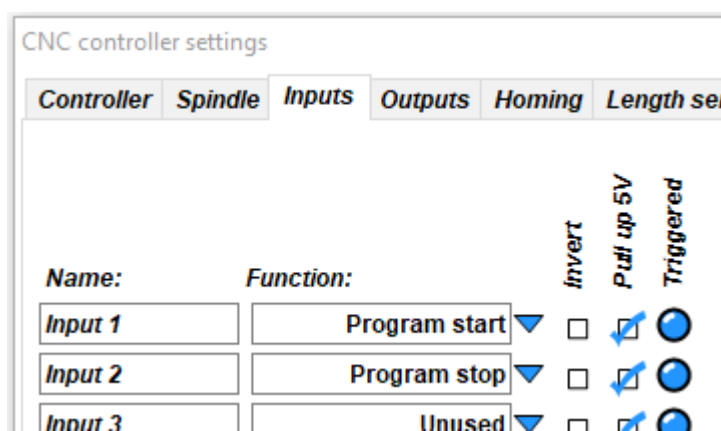 CNC controller settings
Controller Spindle Inputs Outputs Homing Length
Invert Pull up 5V Triggered
Name: Function:
Input 1 Program start
Input 2 Program stop
Input 3 Unused